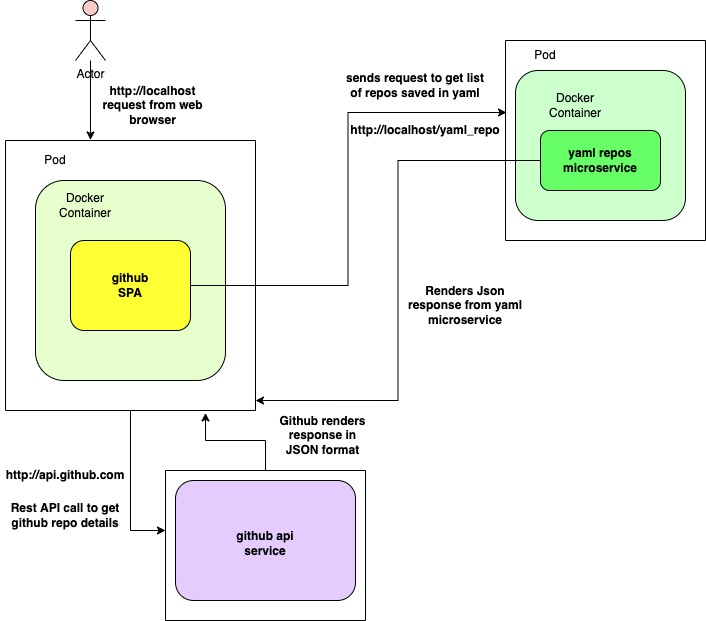 Actor
http://localhost
request from web
browser
sends request to get list
of repos saved in yaml
http://localhost/yaml_repo
Pod
Docker
Container
yaml repos
microservice
Pod
Docker
Container
github
SPA
Renders Json
response from yaml
microservice
Github renders
response in
JSON format
http://api.github.com
Rest API call to get
github repo details
github api
service